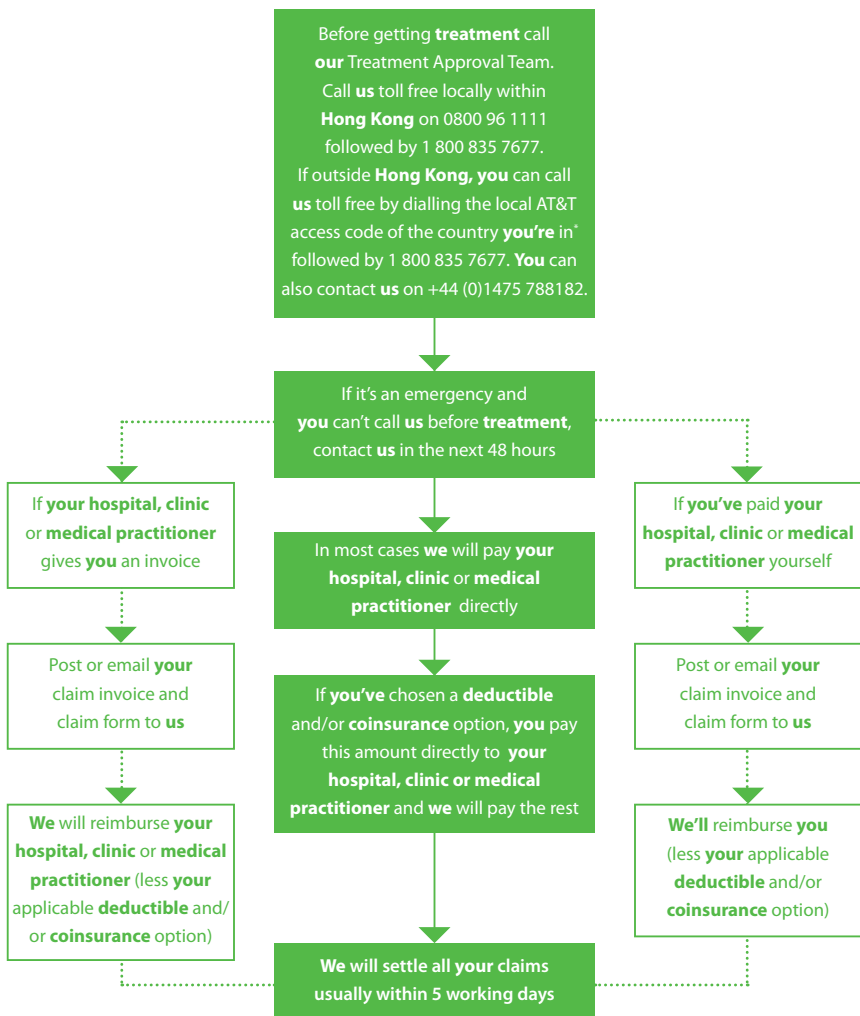 Before getting treatment call
our Treatment Approval Team.
Call us toll free locally within
Hong Kong on 0800 96 1111
followed by 1 800 835 7677.
If outside Hong Kong, you can call
us toll free by dialling the local AT&T
access code of the country you're in*
followed by 1 800 835 7677. You can
also contact us on +44 (0)1475 788182.
If it's an emergency and
you can't call us before treatment,
contact us in the next 48 hours
If your hospital, clinic
or medical practitioner
gives you an invoice
Post or email your
claim invoice and
claim form to us
We will reimburse your
hospital, clinic or medical
practitioner (less your
applicable deductible and/
or coinsurance option)
In most cases we will pay your
hospital, clinic or medical
practitioner directly
If you've chosen a deductible
and/or coinsurance option, you pay
this amount directly to your
hospital, clinic or medical
practitioner and we will pay the rest
If you've paid your
hospital, clinic or medical
practitioner yourself
Post or email your
claim invoice and
claim form to us
We'll reimburse you
(less your applicable
deductible and/or
coinsurance option)
We will settle all your claims
usually within 5 working days